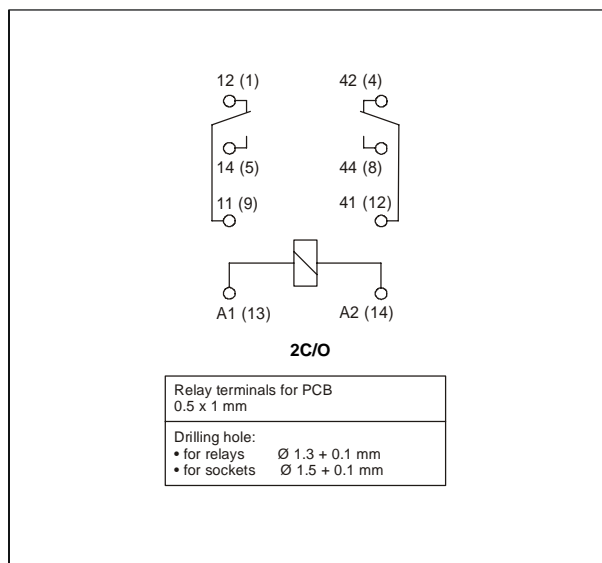 12 (1) 42 (4)
14 (5) 44 (8)
11 (9) 41 (12)
A1 (13) A2 (14)
2C/O
Relay terminals for PCB
0.5 x 1 mm
Drilling hole:
• for relays Ø 1.3 + 0.1 mm
• for sockets Ø 1.5 + 0.1 mm